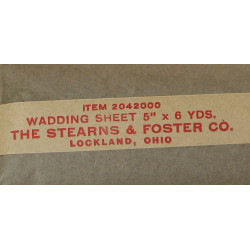 ITEM 2042000
WADDING SHEET 5" x 6 YDS.
THE STEARNS & FOSTER CO.
LOCKLAND, OHIO